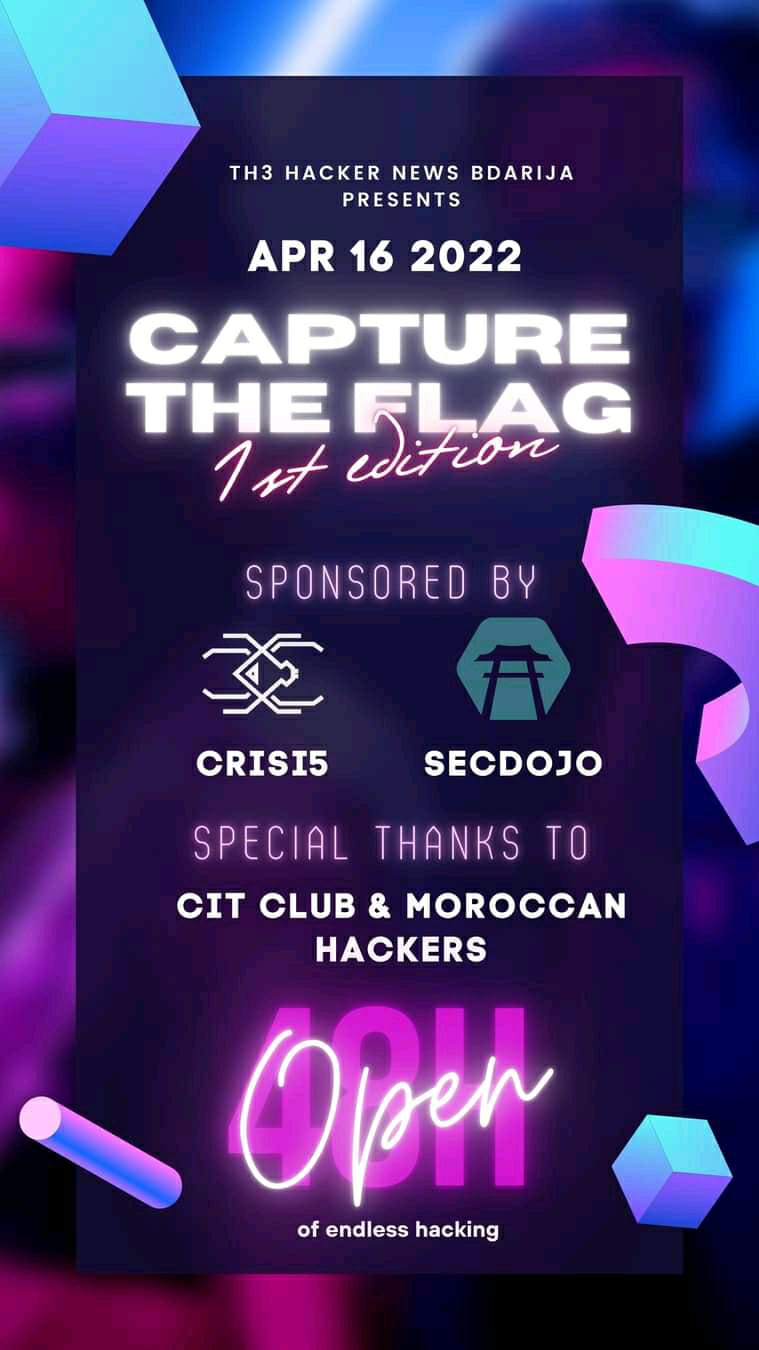 TH3 HACKER NEWS BDARIJA
PRESENTS
APR 16 2022
CAPTURE
THE FLAG
1st edition
SPONSORED BY
CRISI5 SECDOJO
SPECIAL THANKS TO
CIT CLUB & MOROCCAN
HACKERS
48H
Open
of endless hacking